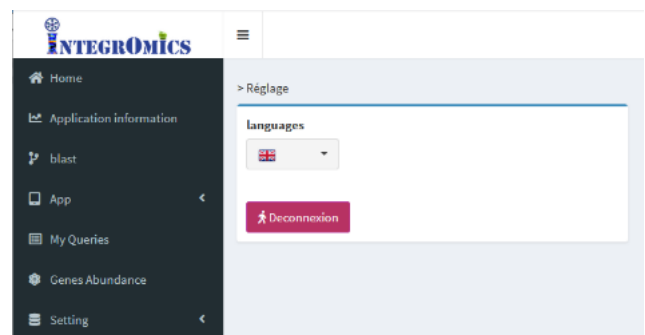 INTEGROMICS
Home
Application information
blast
App
My Queries
Genes Abundance
Setting
> Réglage
languages
Deconnexion